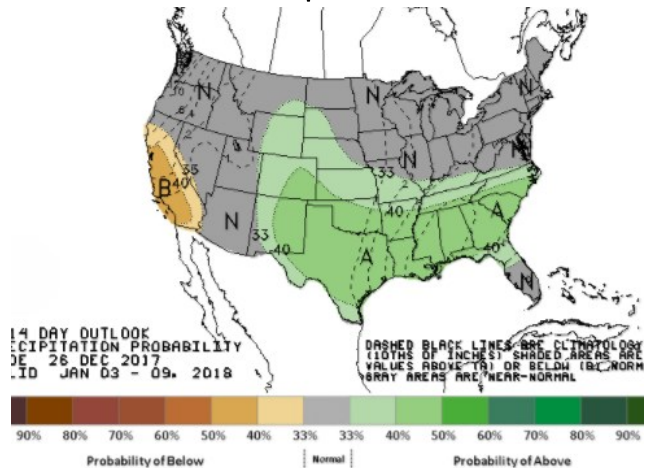 N
N
N
N
N
N
A
A
B
33
40
33
40
33
40
40
14 DAY OUTLOOK
ECIPITATION PROBABILITY
DE 26 DEC 2017
LID JAN 03 - 09, 2018
DASHED BLACK LINES ARE CLIMATOLOGY
(10THS OF INCHES) SHADED AREAS ARE
VALUES ABOVE (A) OR BELOW (B) NORM
GRAY AREAS ARE NEAR-NORMAL
90% 80% 70% 60% 50% 40% 33% 33% 40% 50% 60% 70% 80% 90%
Probability of Below Normal Probability of Above